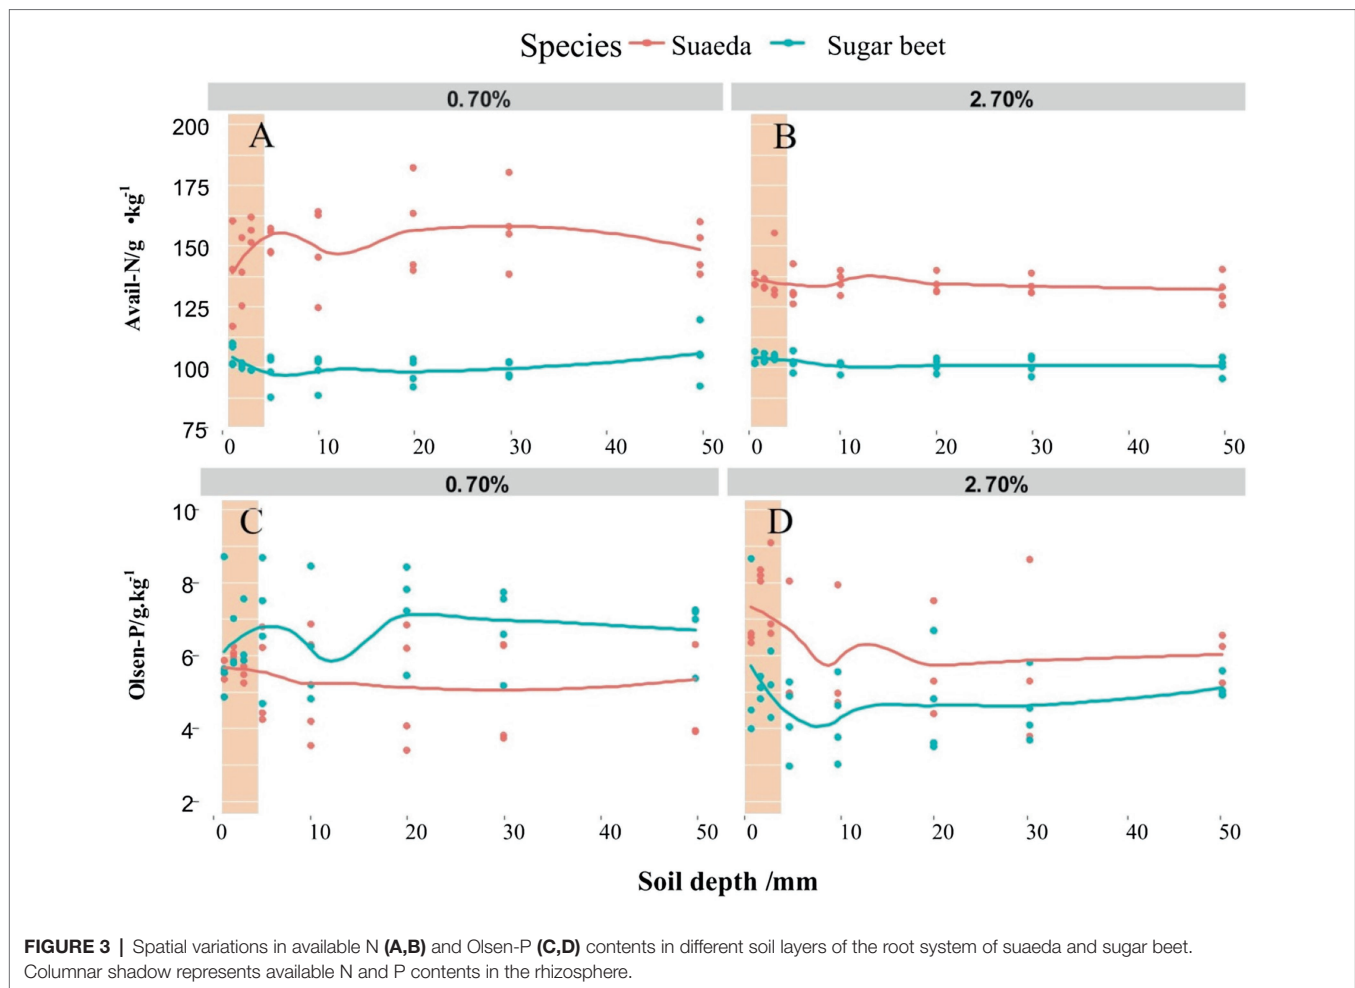 Species Suaeda Sugar beet
0.70% 2.70%
A B
200
175
150
125
100
75
Avail-N/g •kg-1
0 10 20 30 40 50 0 10 20 30 40 50
0.70% 2.70%
C D
10
8
6
4
2
Olsen-P/g.kg-1
0 10 20 30 40 50 0 10 20 30 40 50
Soil depth /mm
FIGURE 3 | Spatial variations in available N (A,B) and Olsen-P (C,D) contents in different soil layers of the root system of suaeda and sugar beet.
Columnar shadow represents available N and P contents in the rhizosphere.